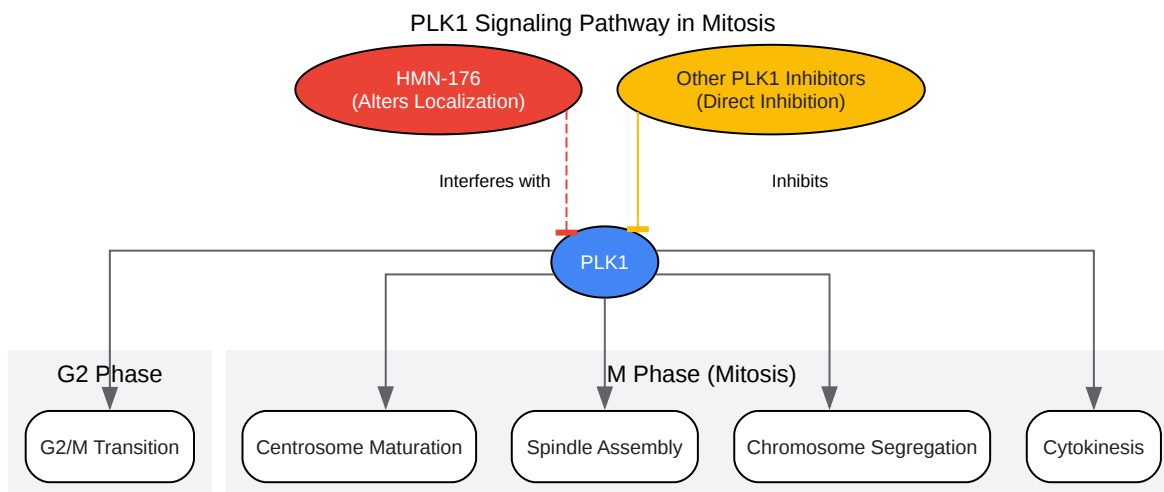 PLK1 Signaling Pathway in Mitosis
HMN-176
(Alters Localization)
Other PLK1 Inhibitors
(Direct Inhibition)
Interferes with
Inhibits
PLK1
G2 Phase
M Phase (Mitosis)
G2/M Transition
Centrosome Maturation
Spindle Assembly
Chromosome Segregation
Cytokinesis